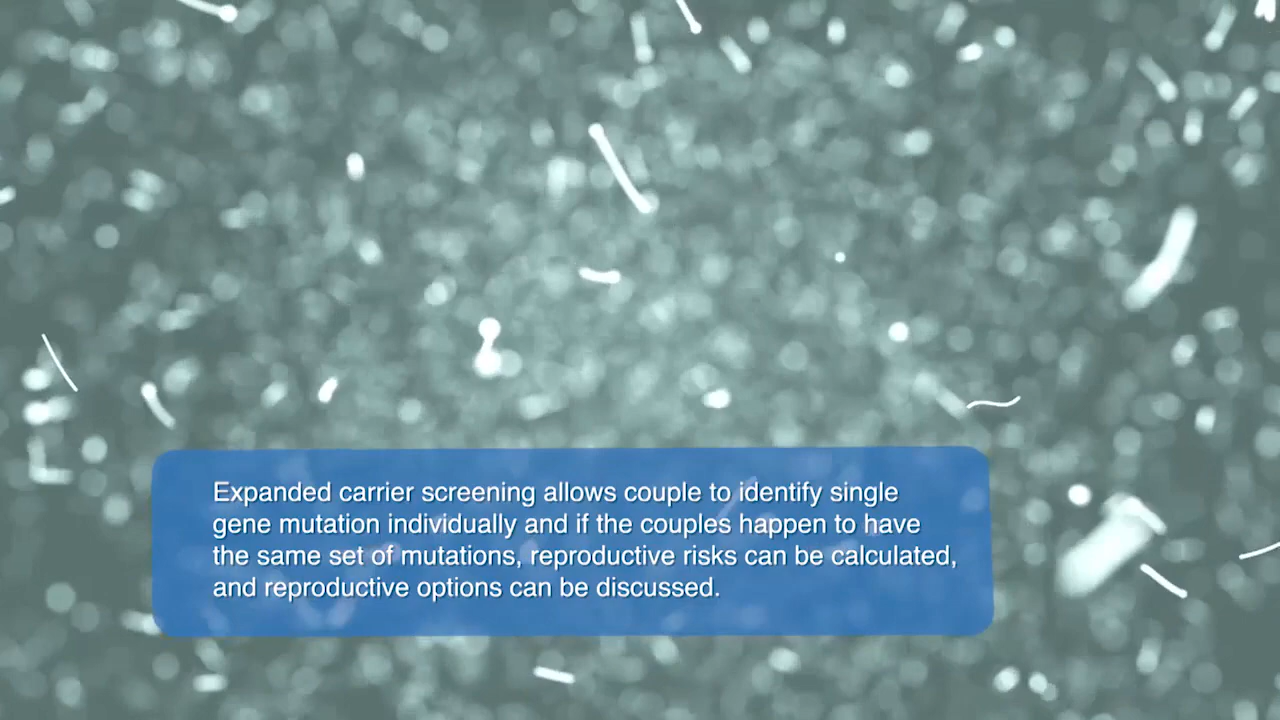 Expanded carrier screening allows couple to identify single
gene mutation individually and if the couples happen to have
the same set of mutations, reproductive risks can be calculated,
and reproductive options can be discussed.